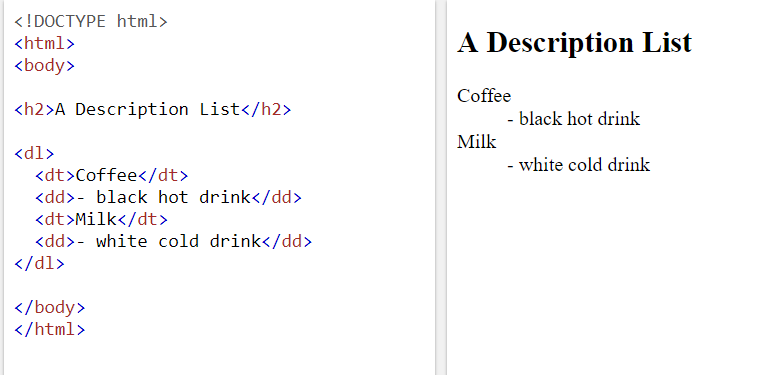 <!DOCTYPE html>
<html>
<body>
<h2>A Description List</h2>
<dl>
  <dt>Coffee</dt>
  <dd>- black hot drink</dd>
  <dt>Milk</dt>
  <dd>- white cold drink</dd>
</dl>
</body>
</html>
A Description List
Coffee
- black hot drink
Milk
- white cold drink